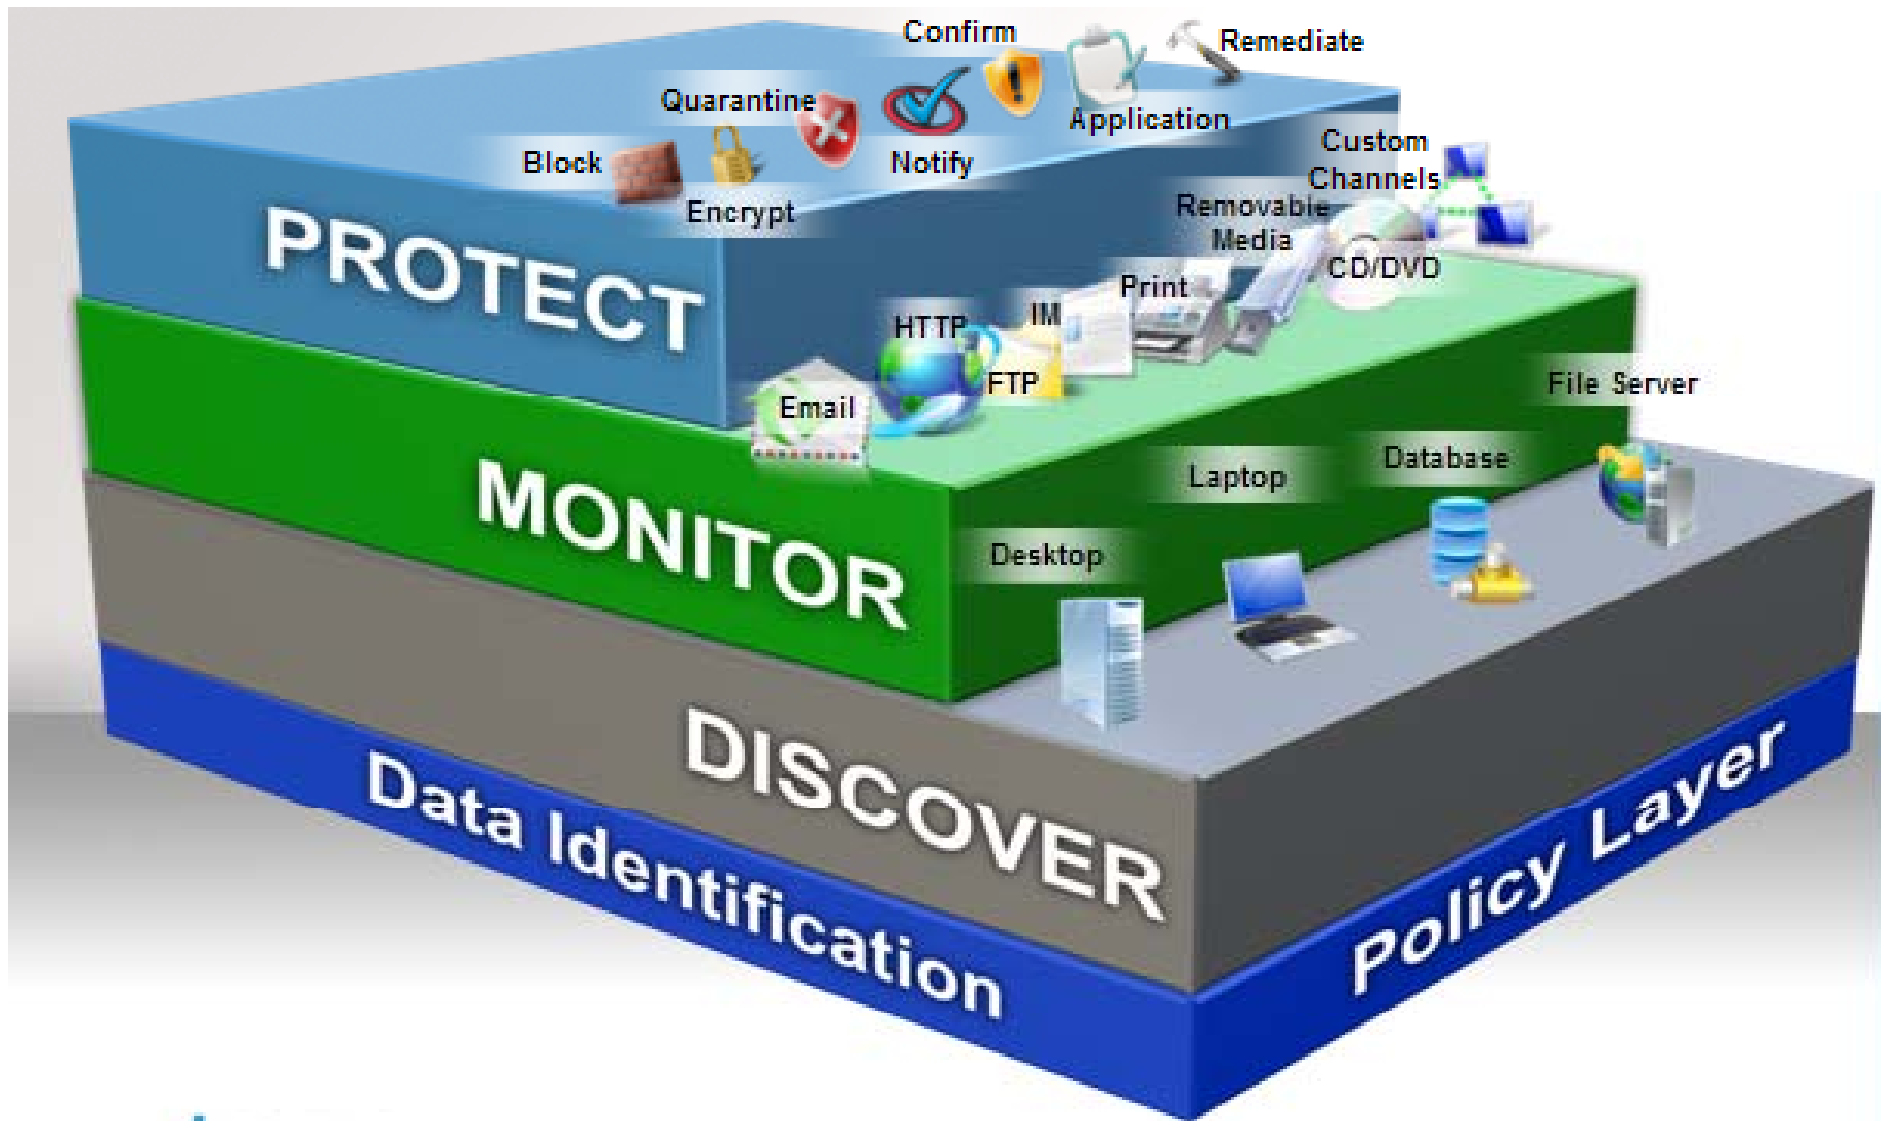 Confirm
Remediate
Quarantine
Application
Block
Notify
Encrypt
Custom
Channels
Removable
Media
CD/DVD
Print
IM
HTTP
FTP
Email
PROTECT
File Server
Database
Laptop
Desktop
MONITOR
DISCOVER
Data Identification
Policy Layer